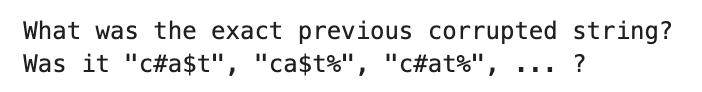 What was the exact previous corrupted string?
Was it "c#a$t", "ca$t%", "c#at%", ... ?